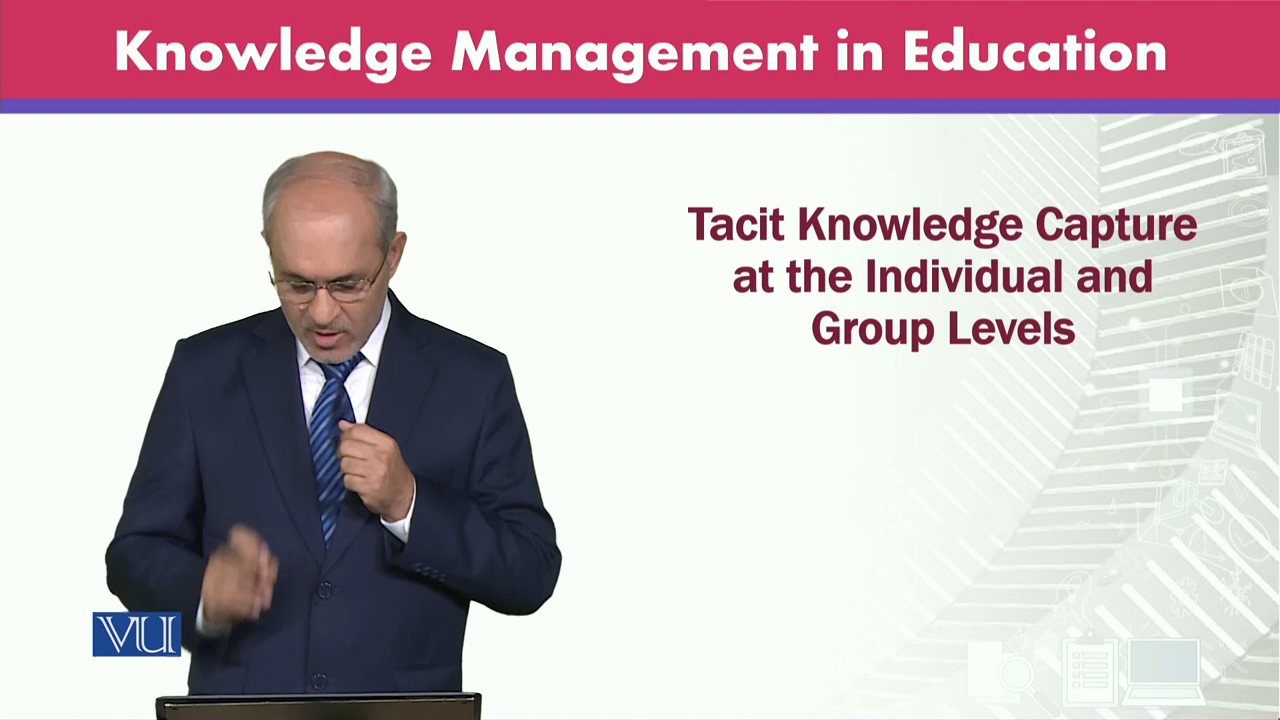 Knowledge Management in Education
Tacit Knowledge Capture
at the Individual and
Group Levels
VU